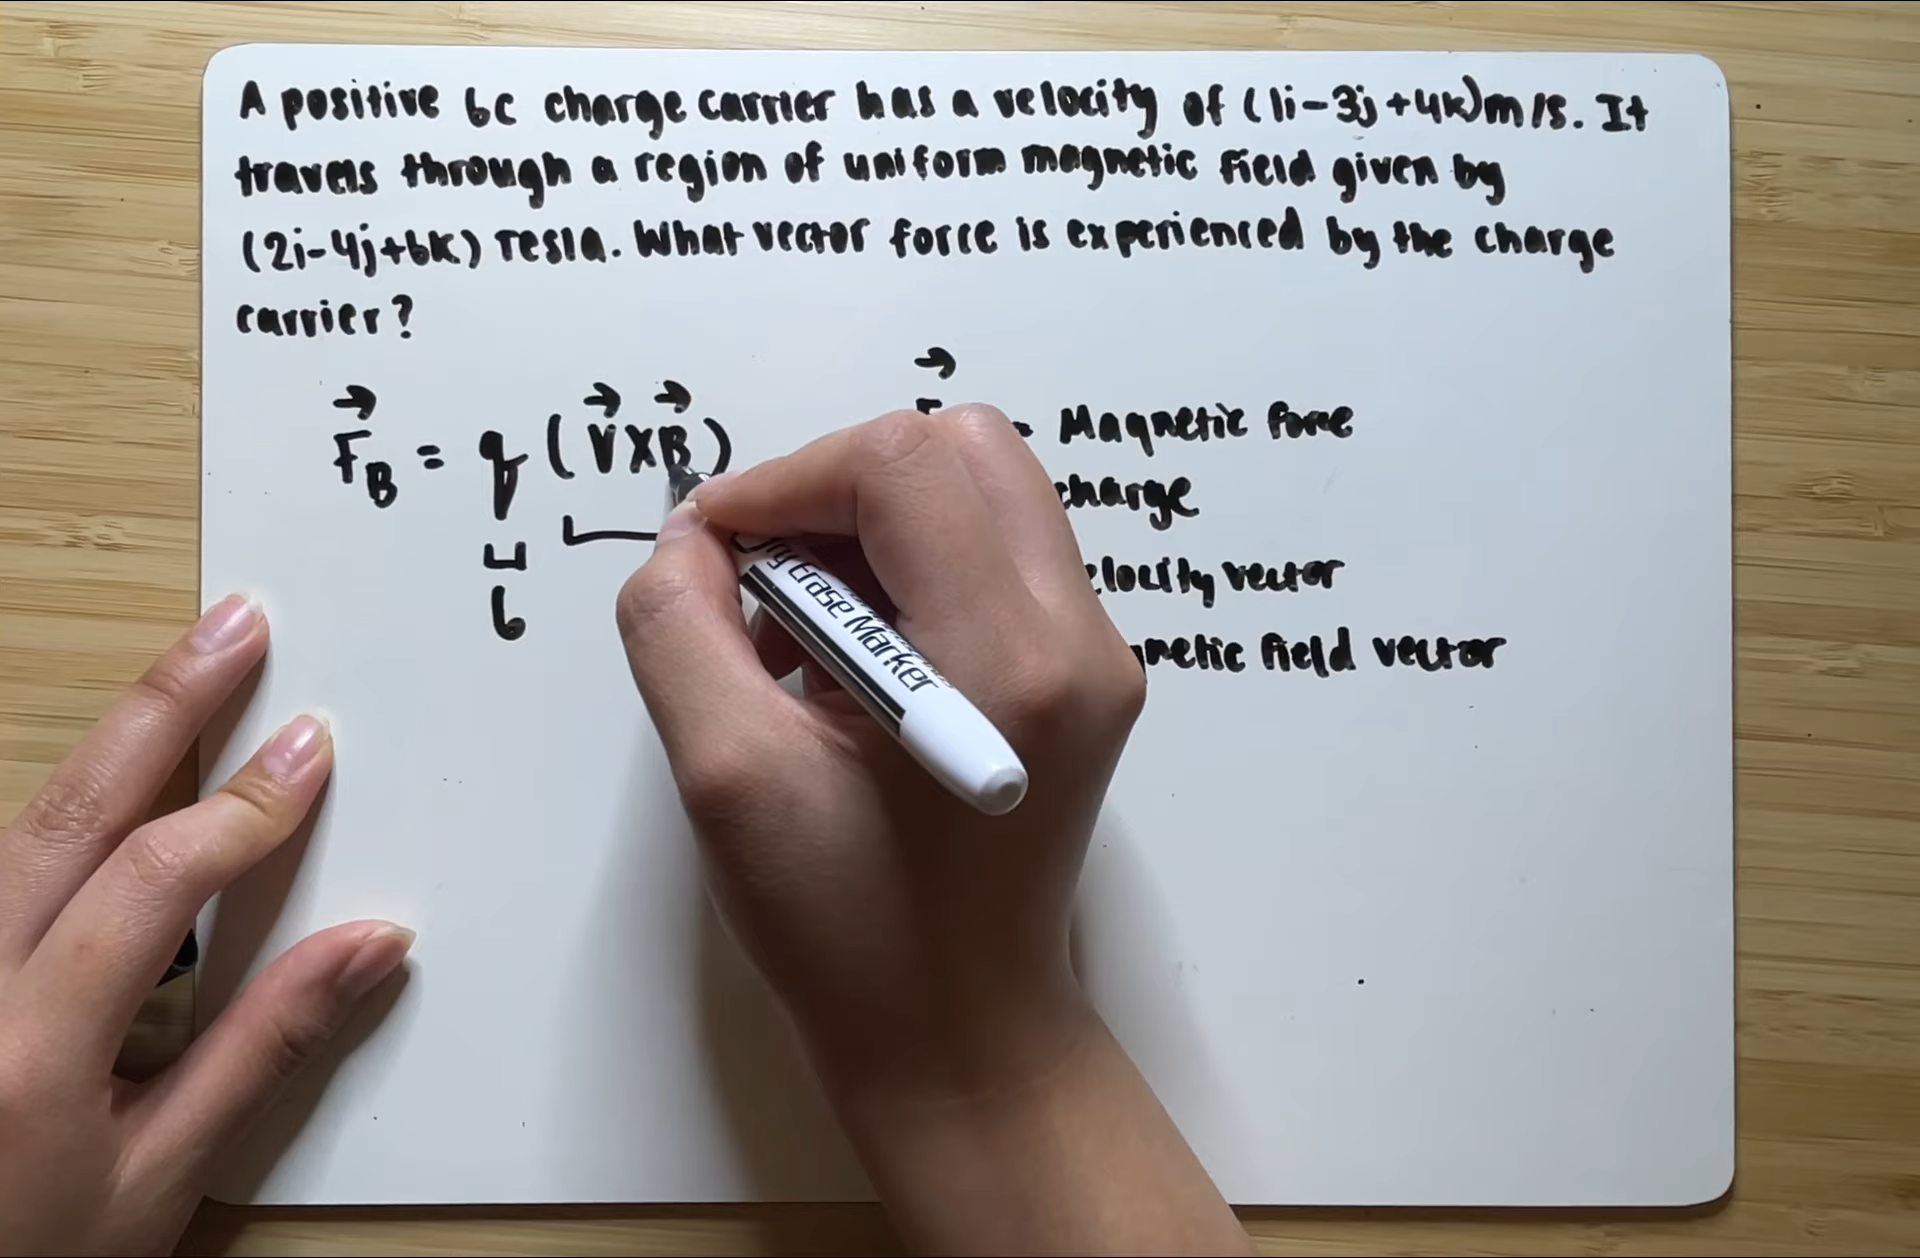 A positive 6C charge carrier has a velocity of (1i-3j+4k)m/s. It
travels through a region of uniform magnetic field given by
(2i-4j+6k) Tesla. What vector force is experienced by the charge
carrier?
F_B = q (V×B)
6
= Magnetic force
charge
elocity vector
gnetic field vector
Dry Erase Marker